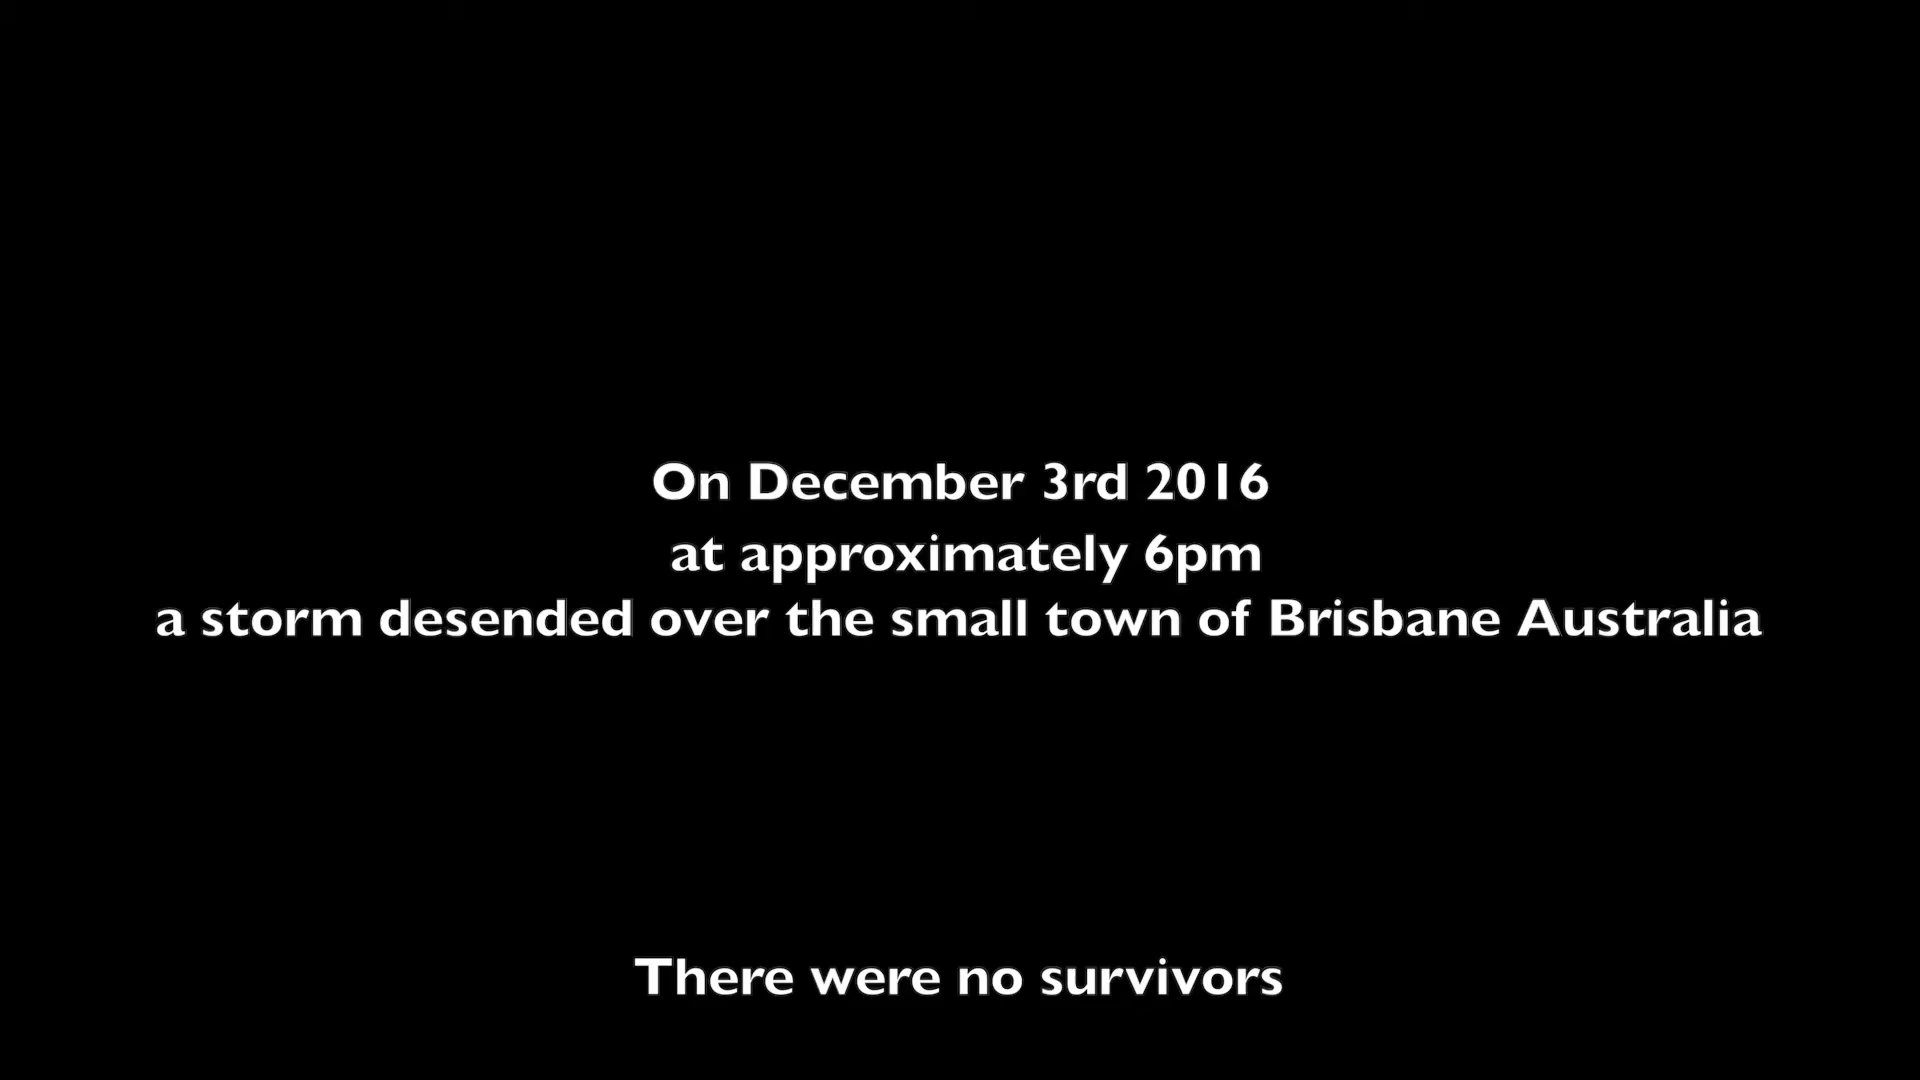 On December 3rd 2016
at approximately 6pm
a storm desended over the small town of Brisbane Australia
There were no survivors